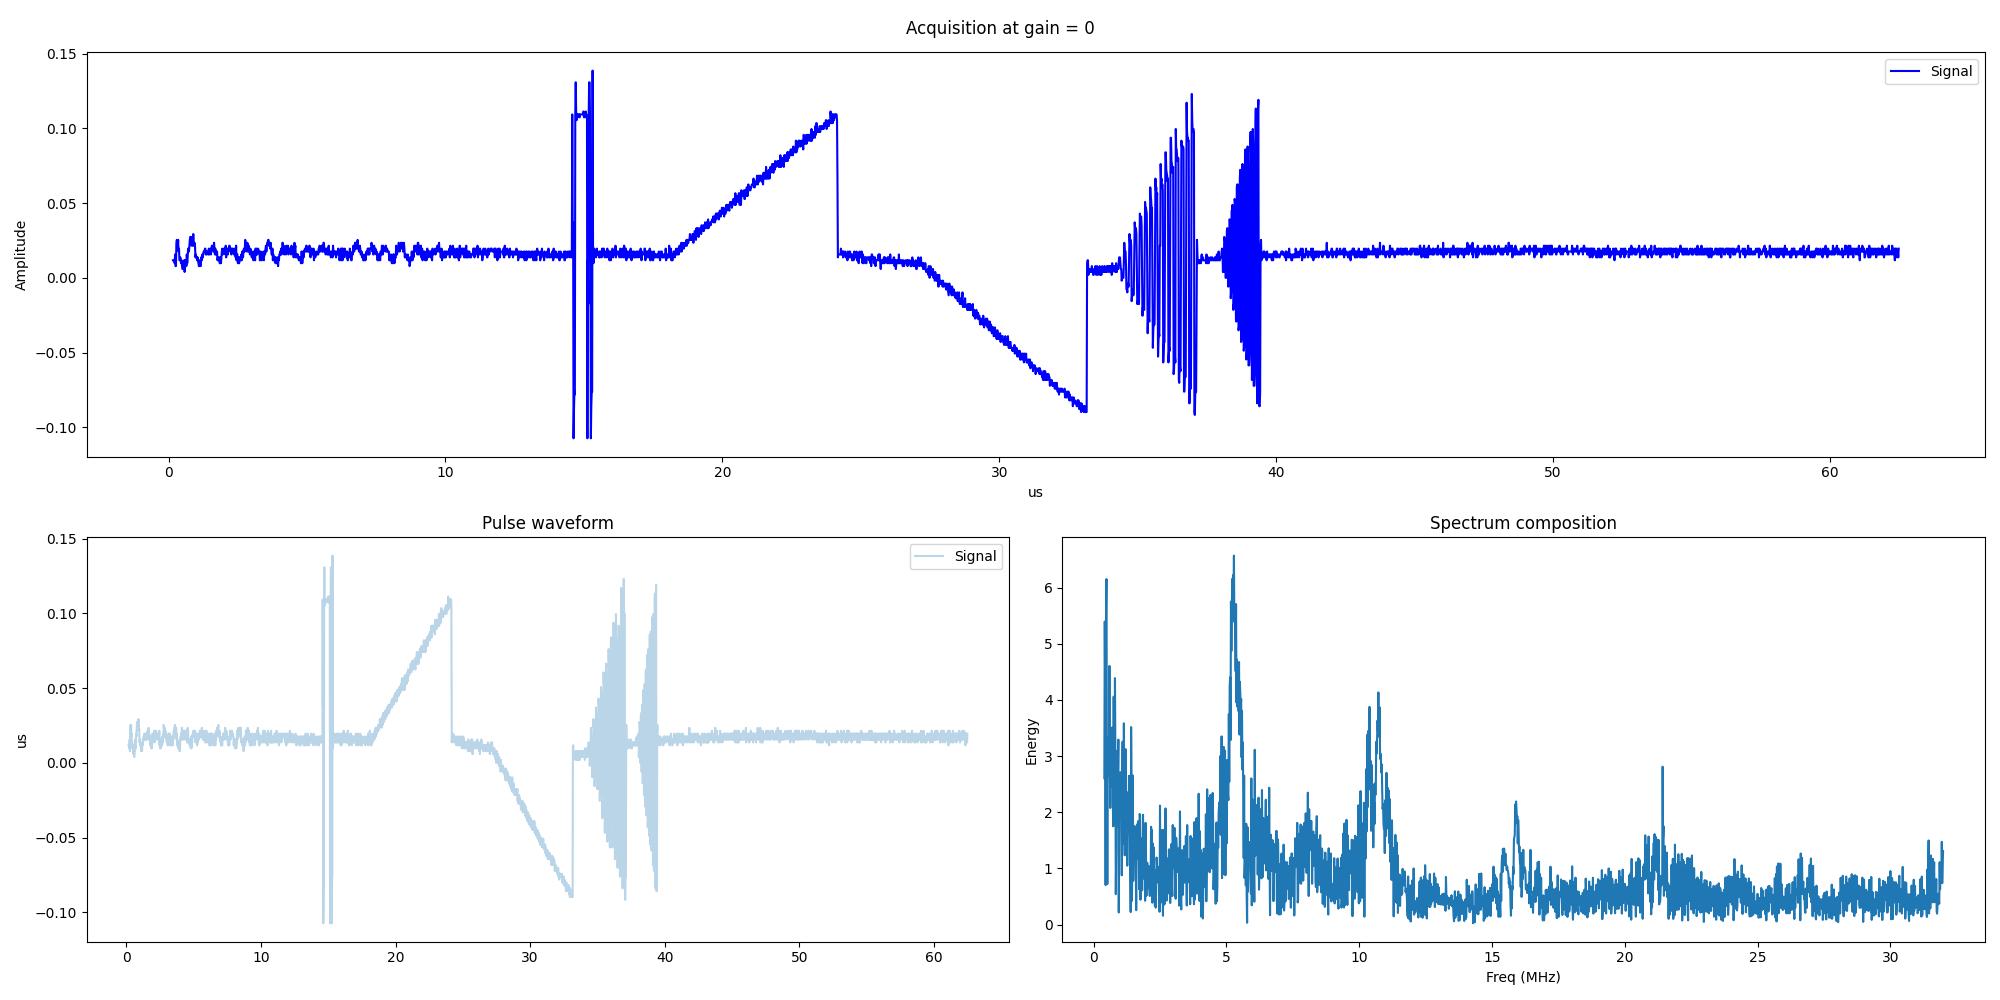 Acquisition at gain = 0
0.15
0.10
0.05
0.00
−0.05
−0.10
Amplitude
Signal
0 10 20 30 40 50 60
us
Pulse waveform
0.15
0.10
0.05
0.00
−0.05
−0.10
us
Signal
0 10 20 30 40 50 60
Spectrum composition
6
5
4
3
2
1
0
Energy
0 5 10 15 20 25 30
Freq (MHz)